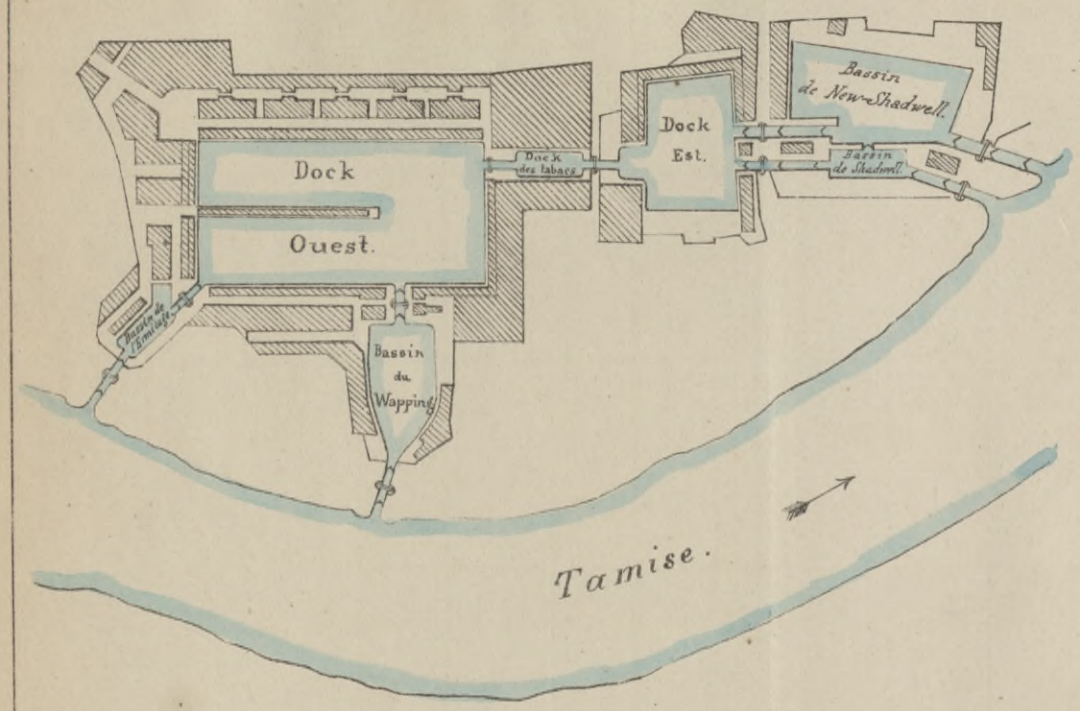 Bassin
de New-Shadwell.
Dock
Est.
Dock
des tabacs
Bassin
de Shadwell.
Dock
Ouest.
Bassin de
l'Ermitage
Bassin
du
Wapping
Tamise.